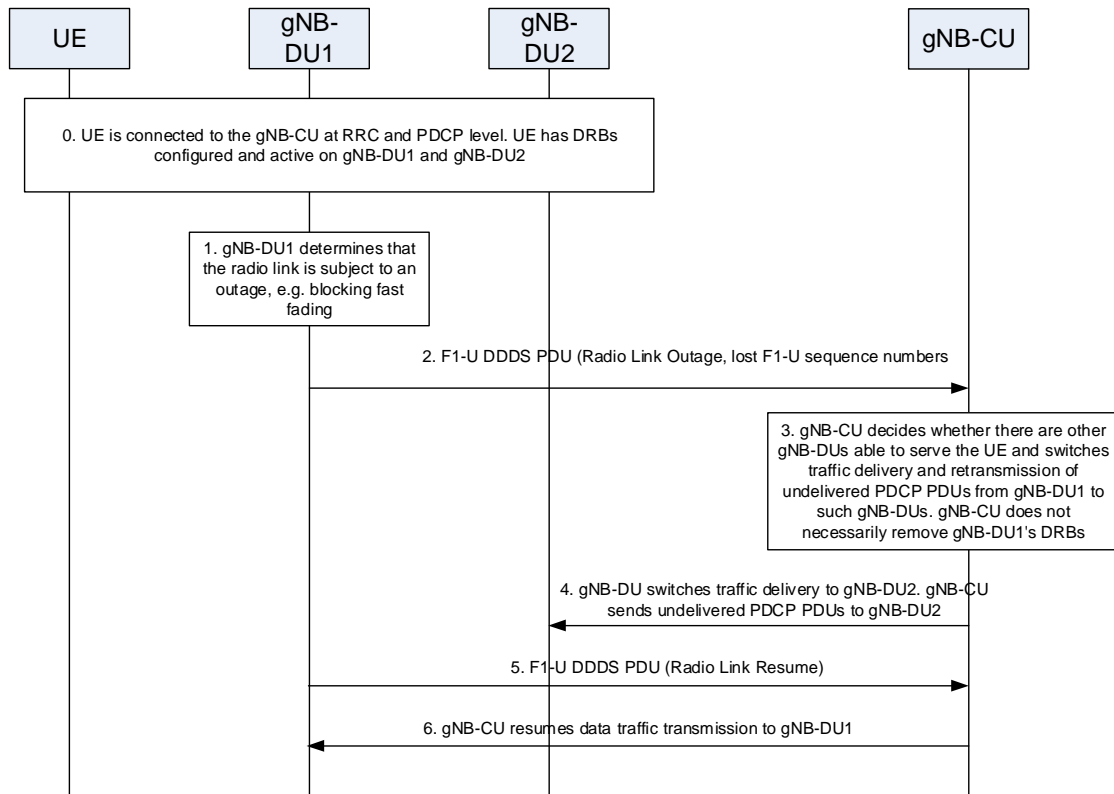 UE
gNB-
DU1
gNB-
DU2
gNB-CU
0. UE is connected to the gNB-CU at RRC and PDCP level. UE has DRBs
configured and active on gNB-DU1 and gNB-DU2
1. gNB-DU1 determines that
the radio link is subject to an
outage, e.g. blocking fast
fading
2. F1-U DDDS PDU (Radio Link Outage, lost F1-U sequence numbers
3. gNB-CU decides whether there are other
gNB-DUs able to serve the UE and switches
traffic delivery and retransmission of
undelivered PDCP PDUs from gNB-DU1 to
such gNB-DUs. gNB-CU does not
necessarily remove gNB-DU1's DRBs
4. gNB-DU switches traffic delivery to gNB-DU2. gNB-CU
sends undelivered PDCP PDUs to gNB-DU2
5. F1-U DDDS PDU (Radio Link Resume)
6. gNB-CU resumes data traffic transmission to gNB-DU1